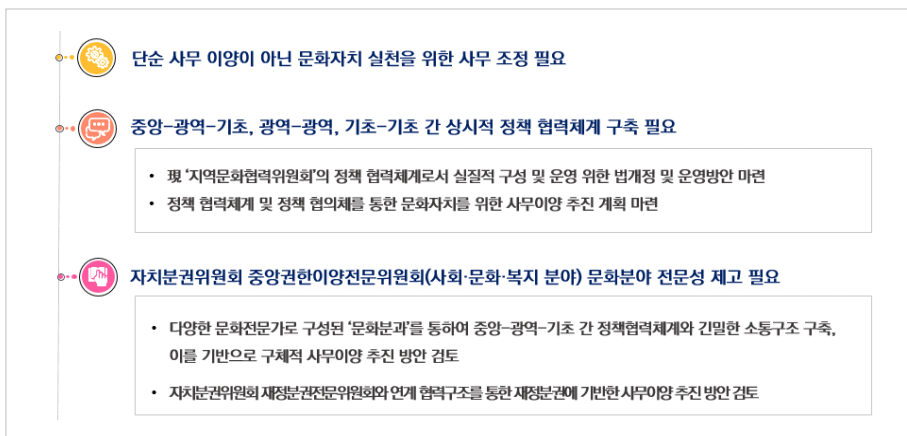 단순 사무 이양이 아닌 문화자치 실천을 위한 사무 조정 필요
중앙-광역-기초, 광역-광역, 기초-기초 간 상시적 정책 협력체계 구축 필요
• 現 ‘지역문화협력위원회’의 정책 협력체계로서 실질적 구성 및 운영 위한 법개정 및 운영방안 마련
• 정책 협력체계 및 정책 협의체를 통한 문화자치를 위한 사무이양 추진 계획 마련
자치분권위원회 중앙권한이양전문위원회(사회·문화·복지 분야) 문화분야 전문성 제고 필요
• 다양한 문화전문가로 구성된 ‘문화분과’를 통하여 중앙-광역-기초 간 정책협력체계와 긴밀한 소통구조 구축,
이를 기반으로 구체적 사무이양 추진 방안 검토
• 자치분권위원회 재정분권전문위원회와 연계 협력구조를 통한 재정분권에 기반한 사무이양 추진 방안 검토